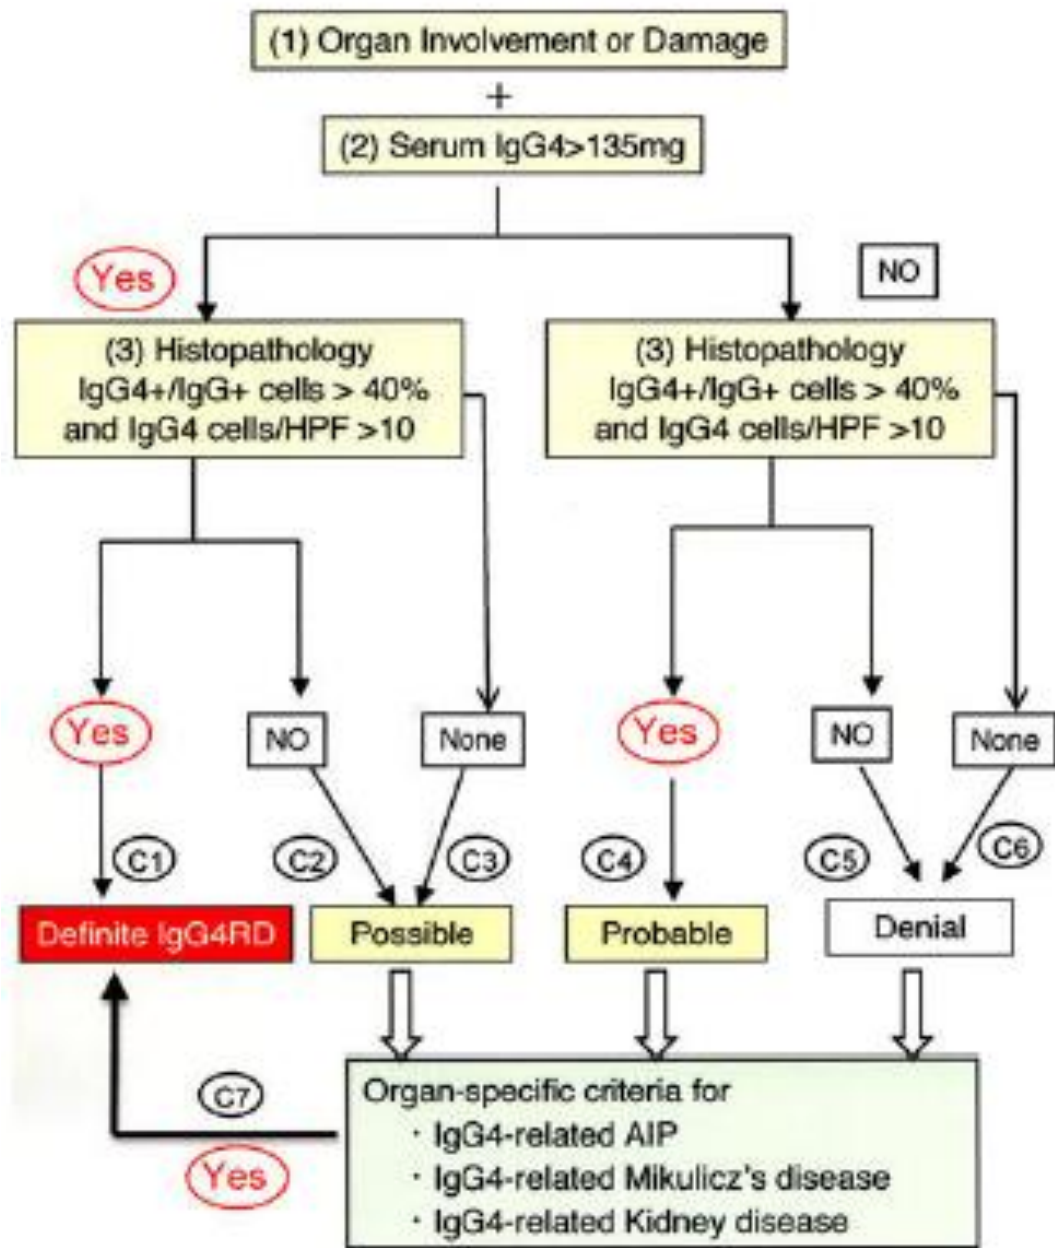 (1) Organ Involvement or Damage
+
(2) Serum IgG4>135mg
Yes
NO
(3) Histopathology
IgG4+/IgG+ cells > 40%
and IgG4 cells/HPF >10
(3) Histopathology
IgG4+/IgG+ cells > 40%
and IgG4 cells/HPF >10
Yes
NO
None
Yes
NO
None
C1
C2
C3
C4
C5
C6
Definite IgG4RD
Possible
Probable
Denial
C7
Yes
Organ-specific criteria for
· IgG4-related AIP
· IgG4-related Mikulicz's disease
· IgG4-related Kidney disease